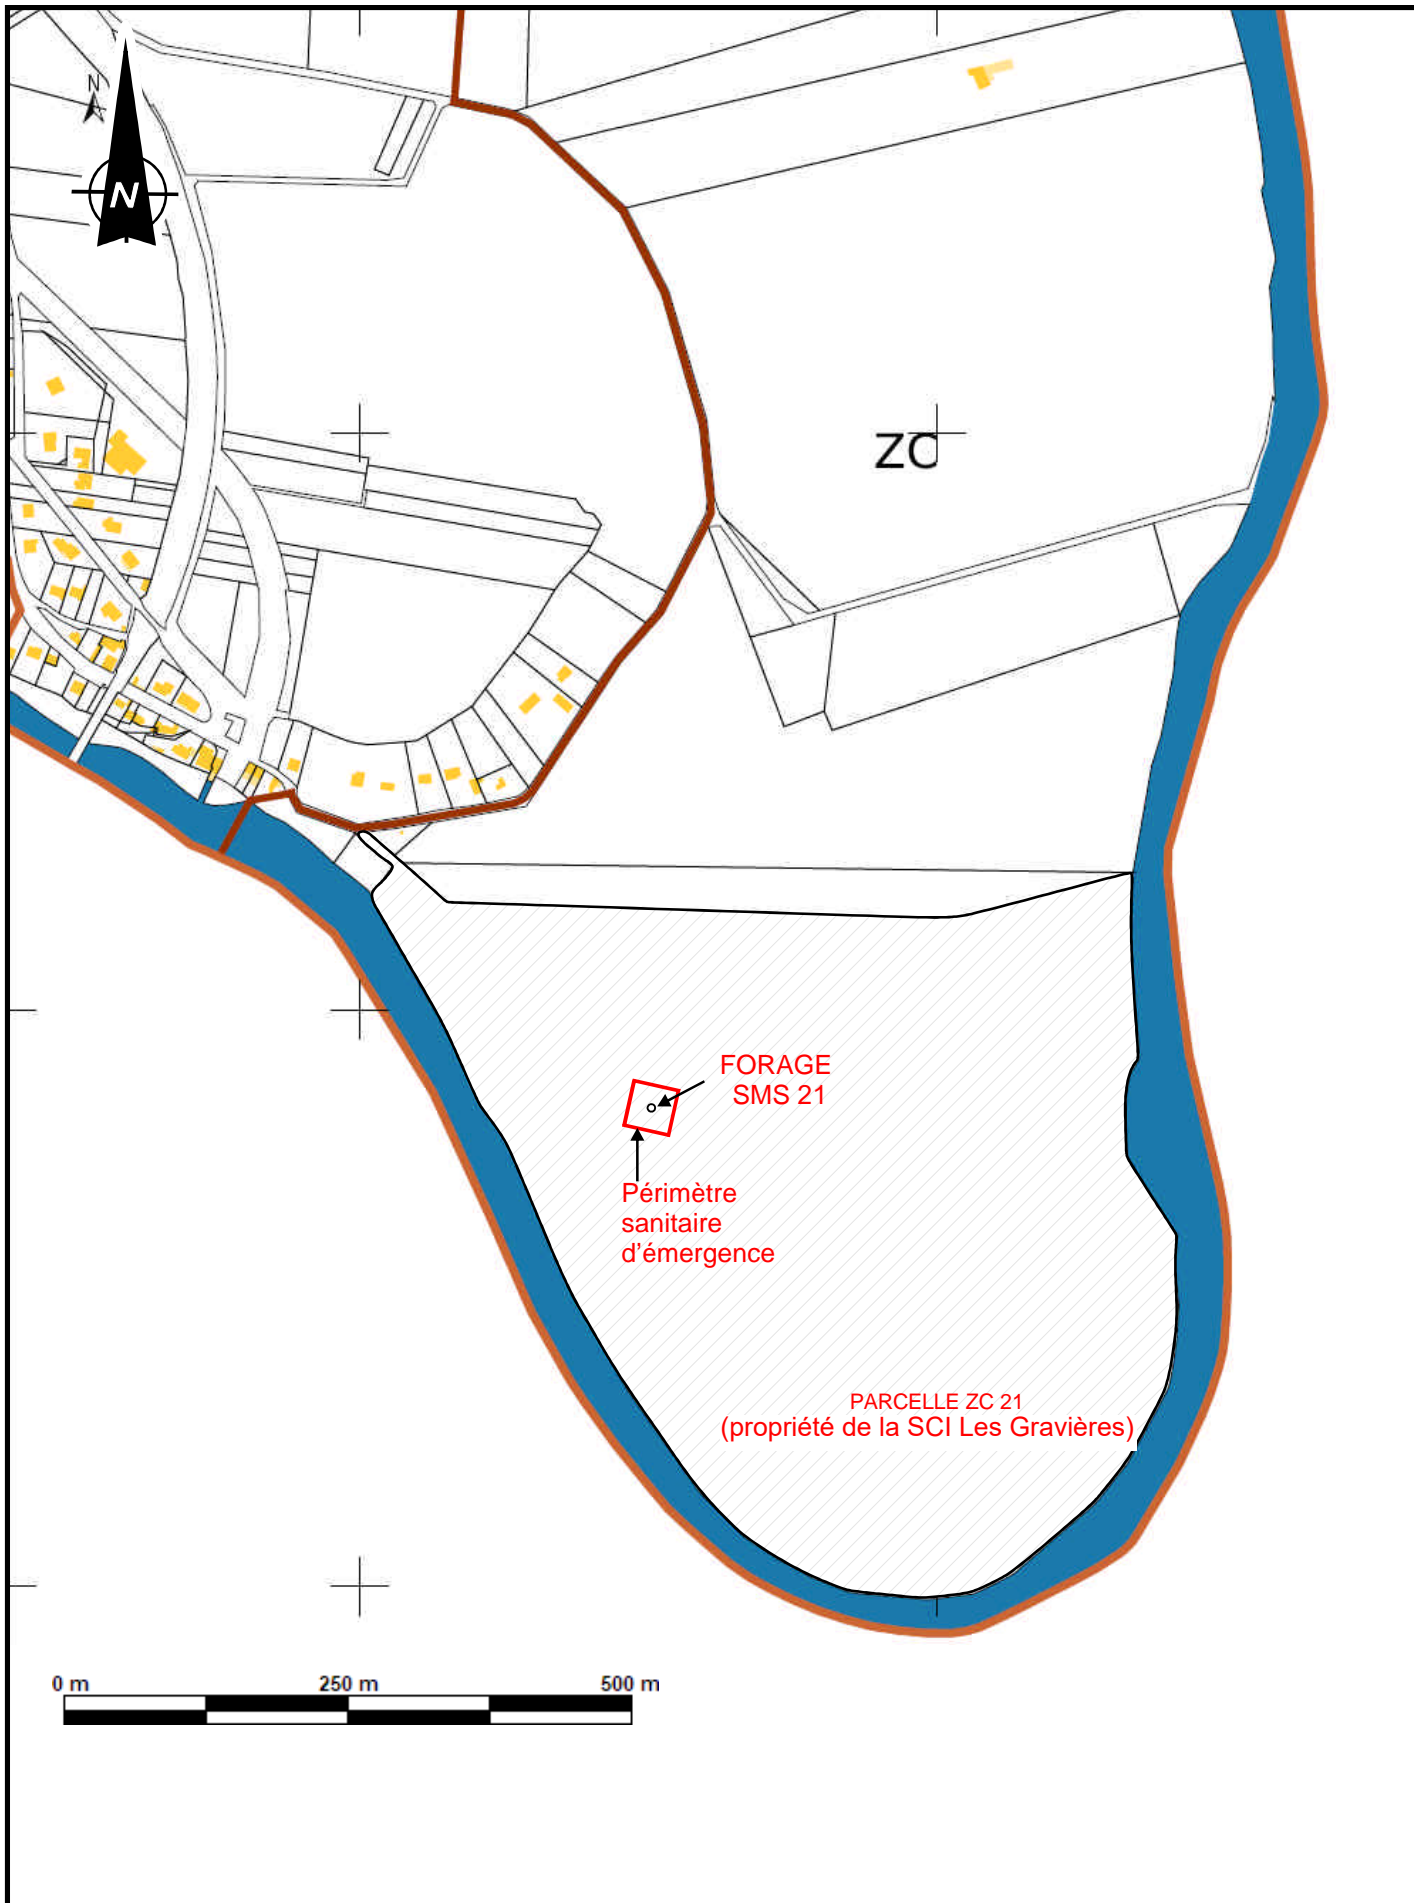 N
N
ZC
FORAGE
SMS 21
Périmètre
sanitaire
d'émergence
PARCELLE ZC 21
(propriété de la SCI Les Gravières)
0 m 250 m 500 m